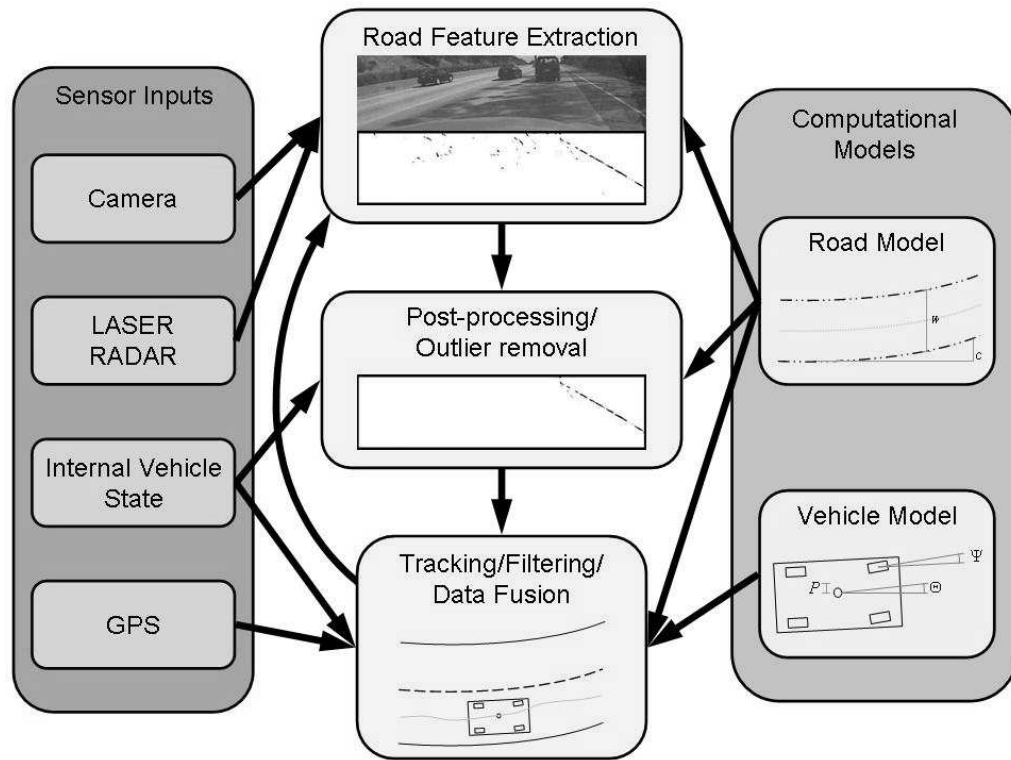 Road Feature Extraction
Sensor Inputs
Camera
LASER
RADAR
Internal Vehicle
State
GPS
Post-processing/
Outlier removal
Tracking/Filtering/
Data Fusion
Computational
Models
Road Model
W
C
Vehicle Model
Ψ
P
Θ